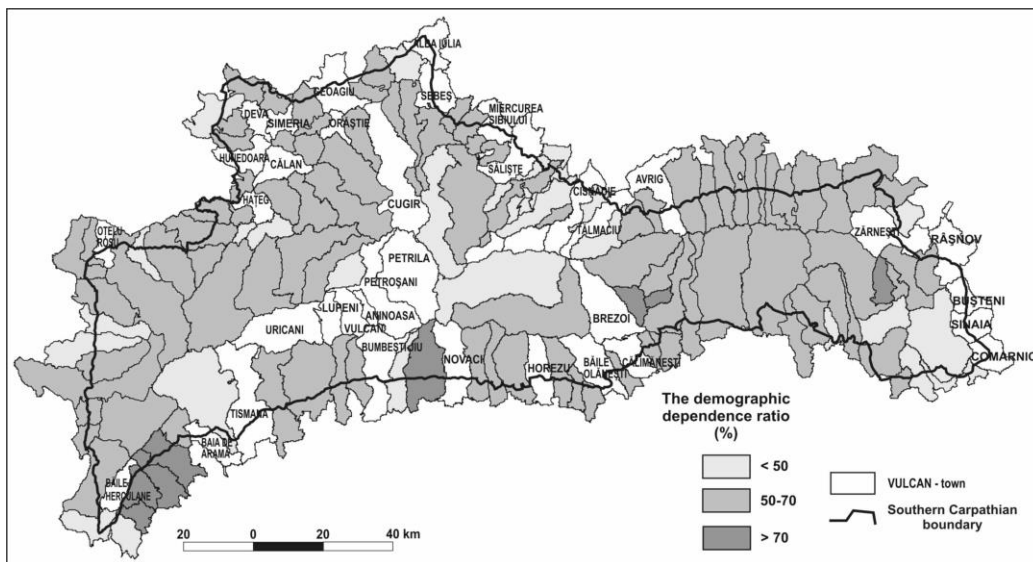 ALBA IULIA
GEOAGIU
SEBEȘ
DEVA
SIMERIA
ORĂȘTIE
MIERCUREA
SIBIULUI
HUNEDOARA
CĂLAN
SĂLIȘTE
CISNĂDIE
AVRIG
HAȚEG
CUGIR
TĂLMACIU
OȚELU
ROȘU
ZĂRNEȘTI
RÂȘNOV
PETRILA
PETROȘANI
BUȘTENI
LUPENI
ANINOASA
BREZOI
SINAIA
URICANI
VULCAN
BUMBEȘTI JIU
NOVACI
HOREZU
BĂILE
OLĂNEȘTI
CĂLIMĂNEȘTI
COMARNIC
TISMANA
BAIA DE
ARAMĂ
BĂILE
HERCULANE
The demographic
dependence ratio
(%)
< 50
50-70
> 70
VULCAN - town
Southern Carpathian
boundary
20 0 20 40 km